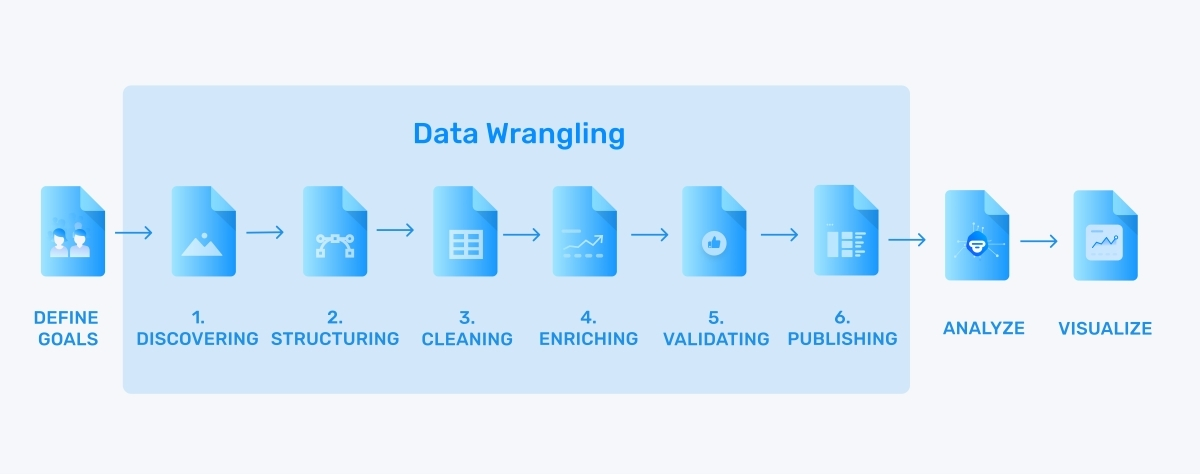 Data Wrangling
DEFINE
GOALS
1.
DISCOVERING
2.
STRUCTURING
3.
CLEANING
4.
ENRICHING
5.
VALIDATING
6.
PUBLISHING
ANALYZE
VISUALIZE